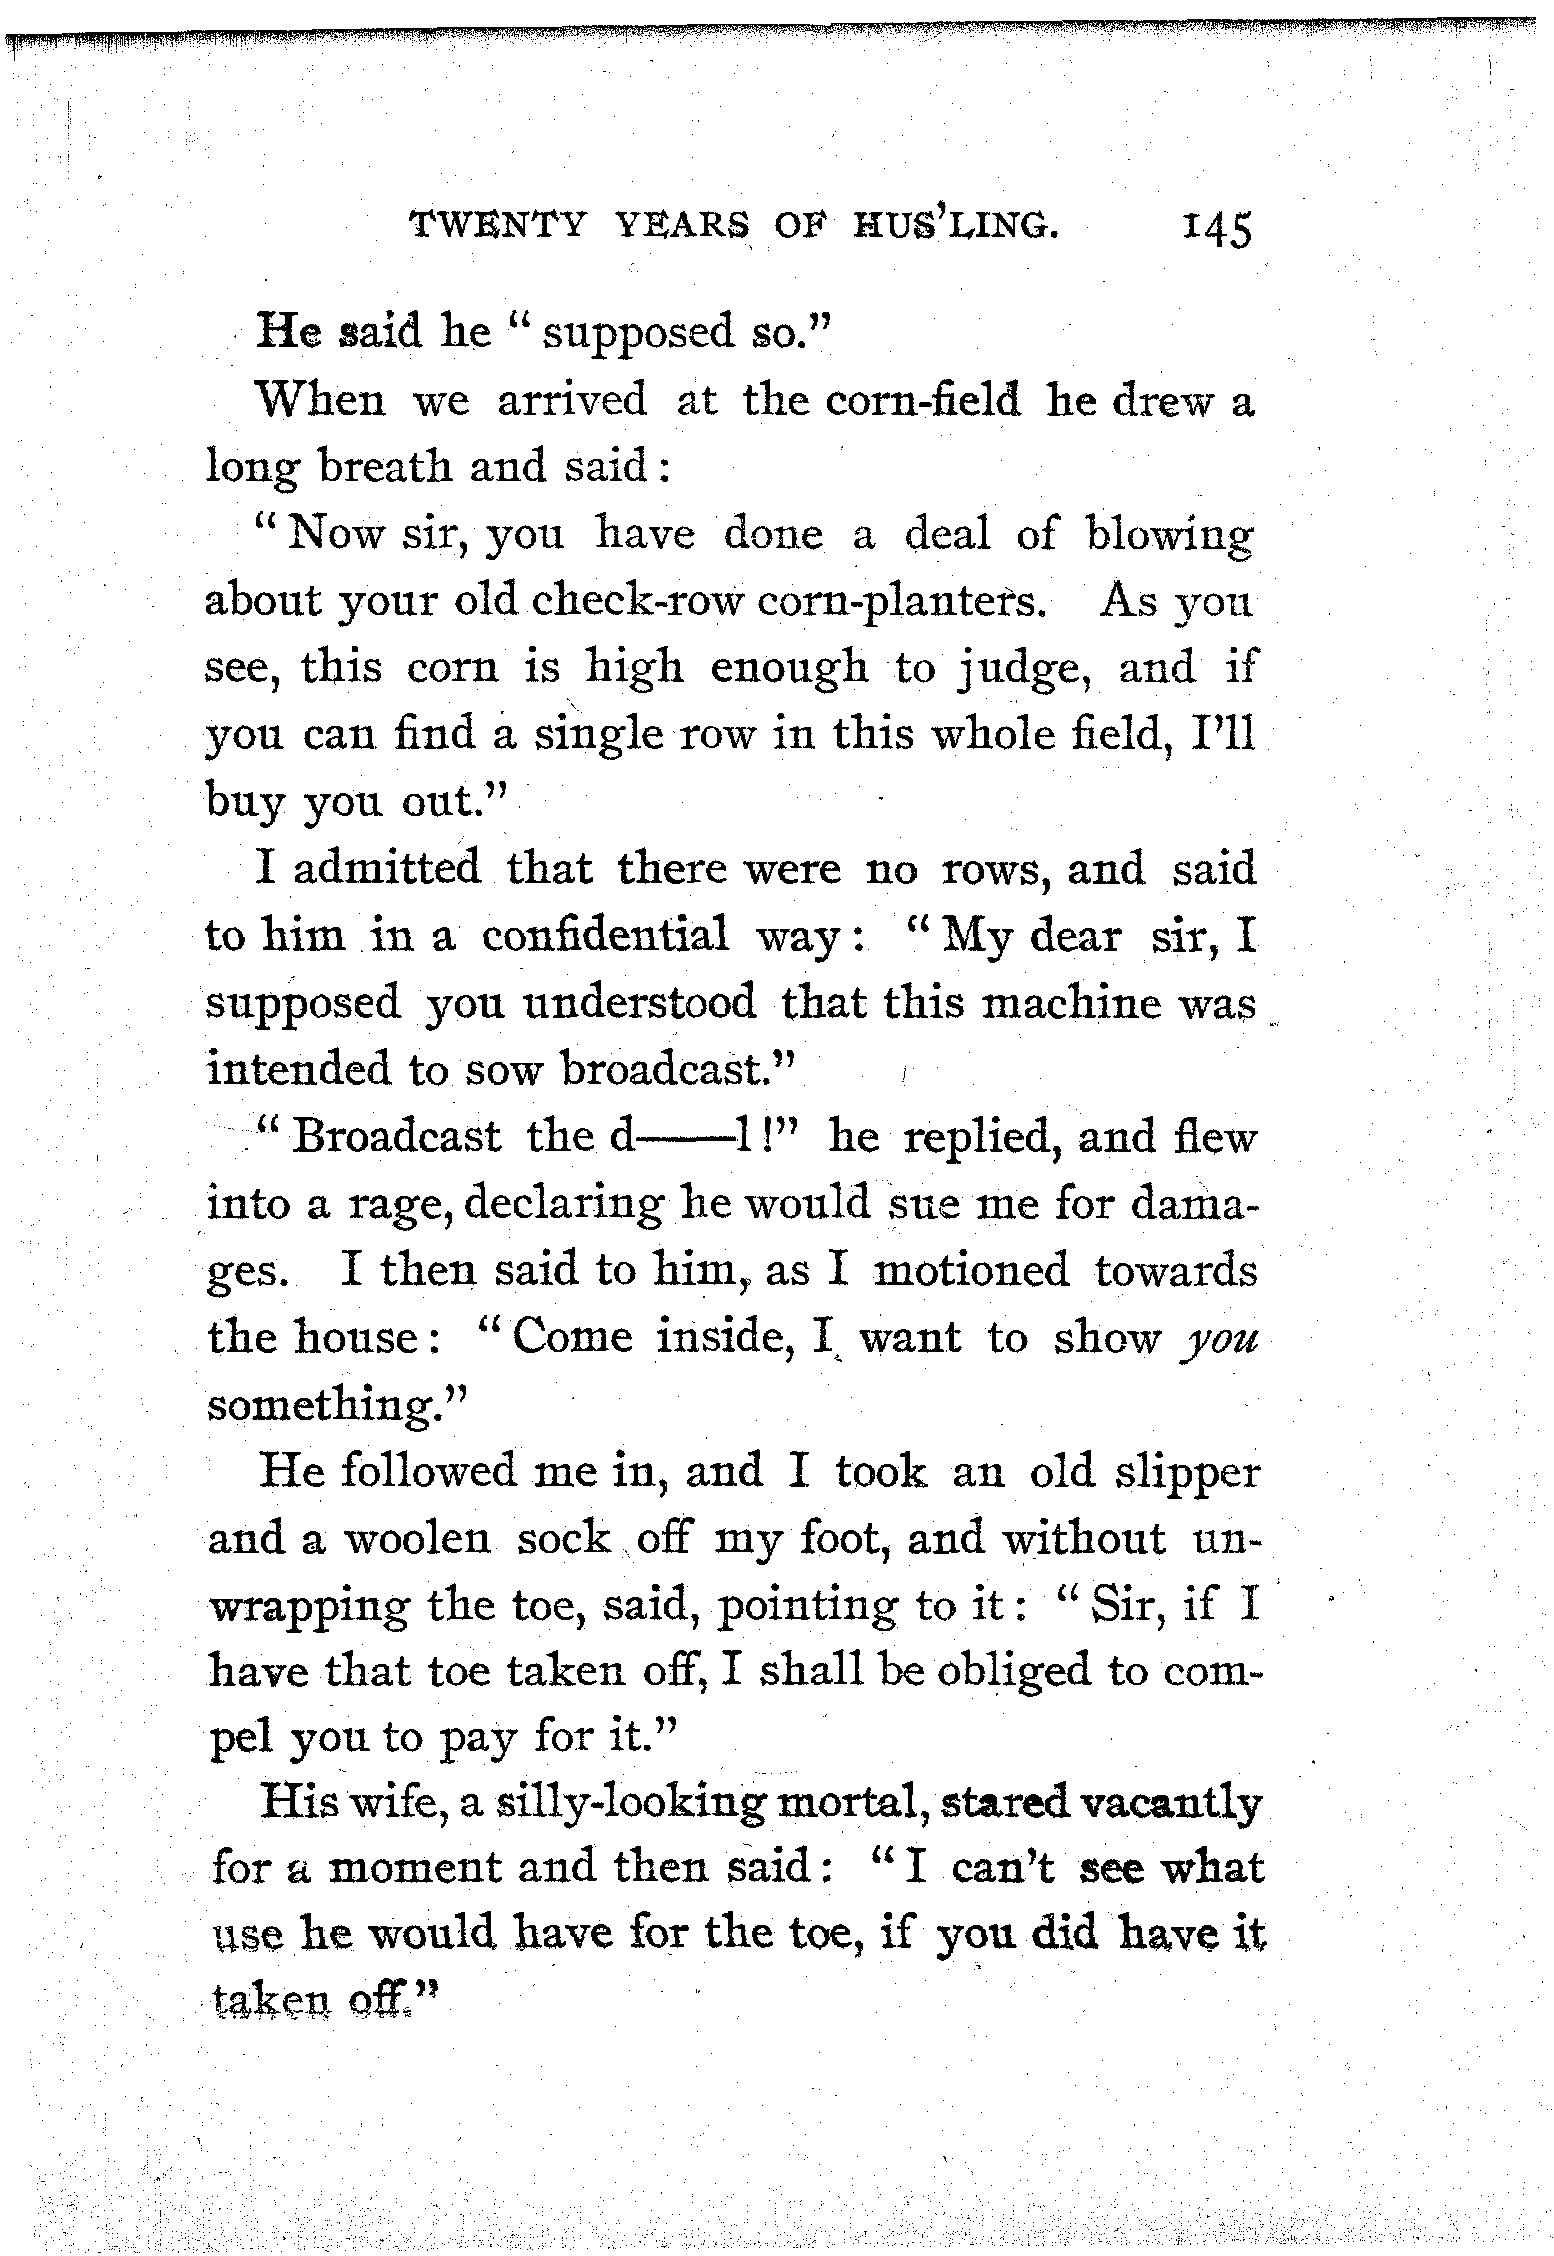 TWENTY YEARS OF HUS'LING. 145
He said he “ supposed so.”
When we arrived at the corn-field he drew a
long breath and said :
“ Now sir, you have done a deal of blowing
about your old check-row corn-planters. As you
see, this corn is high enough to judge, and if
you can find a single row in this whole field, I’ll
buy you out.”
I admitted that there were no rows, and said
to him in a confidential way : “ My dear sir, I
supposed you understood that this machine was
intended to sow broadcast.”
“ Broadcast the d——l !” he replied, and flew
into a rage, declaring he would sue me for dama-
ges. I then said to him, as I motioned towards
the house : “ Come inside, I want to show you
something.”
He followed me in, and I took an old slipper
and a woolen sock off my foot, and without un-
wrapping the toe, said, pointing to it : “ Sir, if I
have that toe taken off, I shall be obliged to com-
pel you to pay for it.”
His wife, a silly-looking mortal, stared vacantly
for a moment and then said : “ I can’t see what
use he would have for the toe, if you did have it
taken off.”